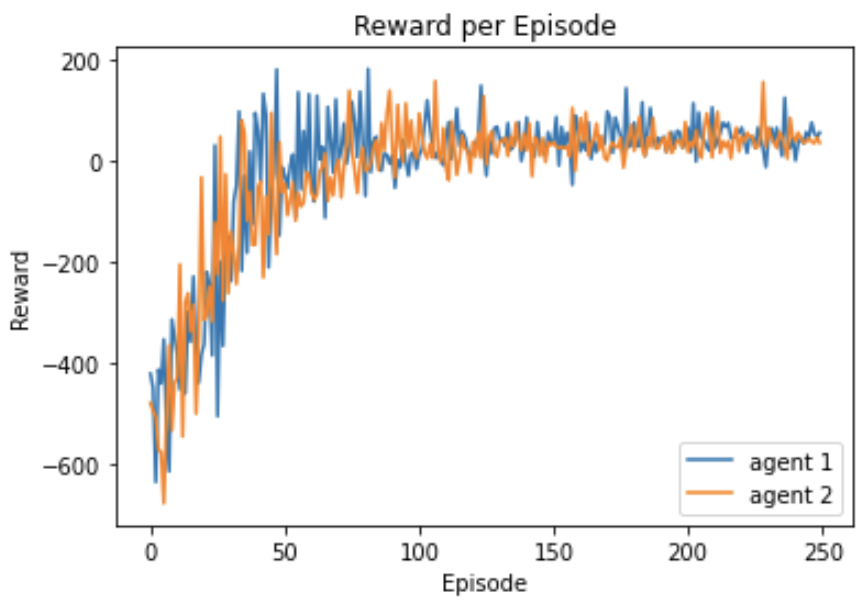 Reward per Episode
200
0
−200
−400
−600
Reward
0
50
100
150
200
250
Episode
agent 1
agent 2